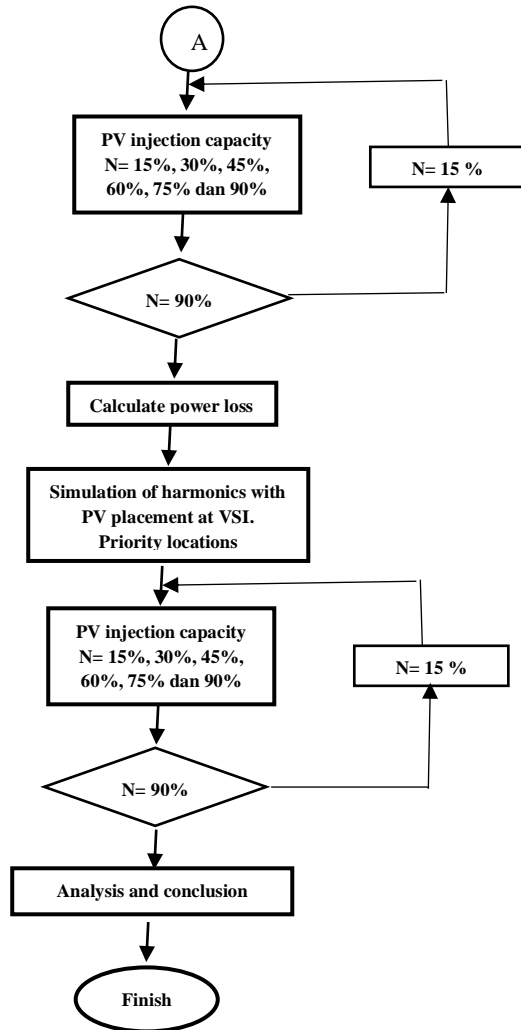 A
PV injection capacity
N= 15%, 30%, 45%,
60%, 75% dan 90%
N= 15 %
N= 90%
Calculate power loss
Simulation of harmonics with
PV placement at VSI.
Priority locations
PV injection capacity
N= 15%, 30%, 45%,
60%, 75% dan 90%
N= 15 %
N= 90%
Analysis and conclusion
Finish